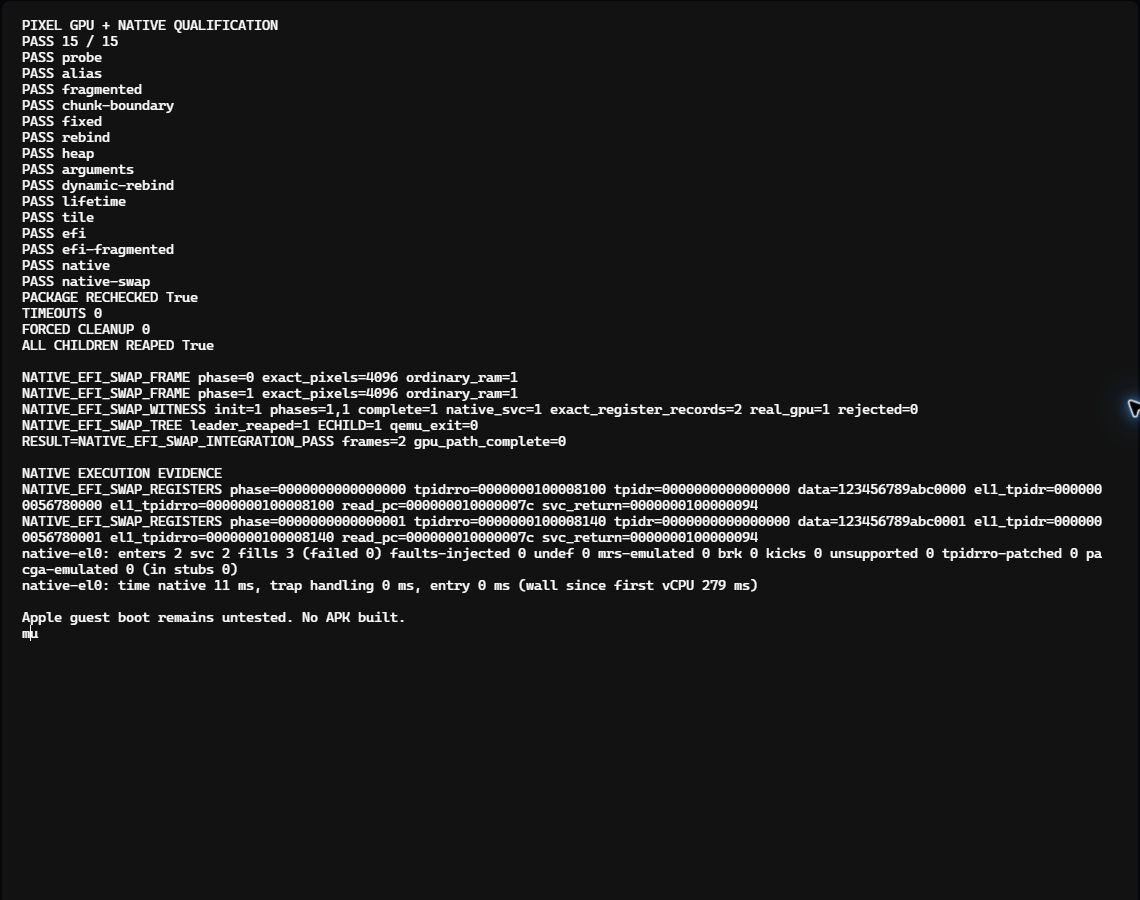 PIXEL GPU + NATIVE QUALIFICATION
PASS 15 / 15
PASS probe
PASS alias
PASS fragmented
PASS chunk-boundary
PASS fixed
PASS rebind
PASS heap
PASS arguments
PASS dynamic-rebind
PASS lifetime
PASS tile
PASS efi
PASS efi-fragmented
PASS native
PASS native-swap
PACKAGE RECHECKED True
TIMEOUTS 0
FORCED CLEANUP 0
ALL CHILDREN REAPED True
NATIVE_EFI_SWAP_FRAME phase=0 exact_pixels=4096 ordinary_ram=1
NATIVE_EFI_SWAP_FRAME phase=1 exact_pixels=4096 ordinary_ram=1
NATIVE_EFI_SWAP_WITNESS init=1 phases=1,1 complete=1 native_svc=1 exact_register_records=2 real_gpu=1 rejected=0
NATIVE_EFI_SWAP_TREE leader_reaped=1 ECHILD=1 qemu_exit=0
RESULT=NATIVE_EFI_SWAP_INTEGRATION_PASS frames=2 gpu_path_complete=0
NATIVE EXECUTION EVIDENCE
NATIVE_EFI_SWAP_REGISTERS phase=0000000000000000 tpidrro=0000000100008100 tpidr=0000000000000000 data=123456789abc0000 el1_tpidr=000000
0056780000 el1_tpidrro=0000000100008100 read_pc=000000010000007c svc_return=0000000100000094
NATIVE_EFI_SWAP_REGISTERS phase=0000000000000001 tpidrro=0000000100008140 tpidr=0000000000000000 data=123456789abc0001 el1_tpidr=000000
0056780001 el1_tpidrro=0000000100008140 read_pc=000000010000007c svc_return=0000000100000094
native-el0: enters 2 svc 2 fills 3 (failed 0) faults-injected 0 undef 0 mrs-emulated 0 brk 0 kicks 0 unsupported 0 tpidrro-patched 0 pa
cga-emulated 0 (in stubs 0)
native-el0: time native 11 ms, trap handling 0 ms, entry 0 ms (wall since first vCPU 279 ms)
Apple guest boot remains untested. No APK built.
mu